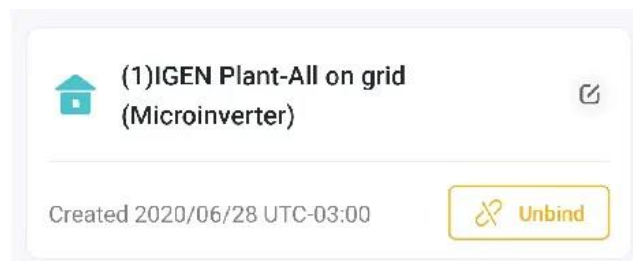 (1)IGEN Plant-All on grid
(Microinverter)
Created 2020/06/28 UTC-03:00
Unbind